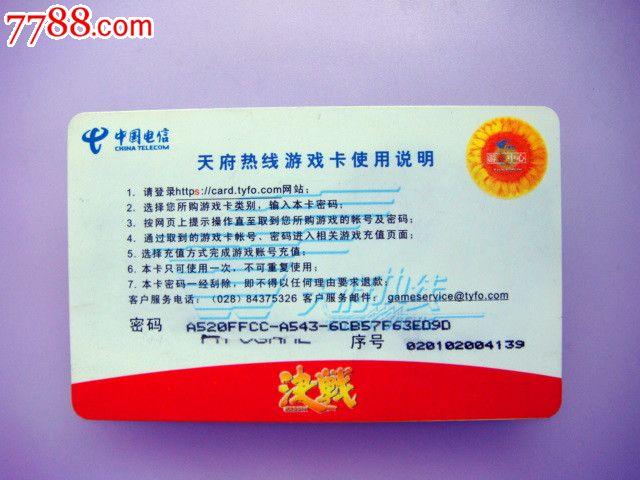 7788.com
中国电信
CHINA TELECOM
天府热线游戏卡使用说明
1. 请登录https://card.tyfo.com网站；
2. 选择您所购游戏卡类别，输入本卡密码；
3. 按网页上提示操作直至取到您所购游戏的帐号及密码；
4. 通过取到的游戏卡帐号、密码进入相关游戏充值页面；
5. 选择充值方式完成游戏账号充值；
6. 本卡只可使用一次，不可重复使用；
7. 本卡密码一经刮除，即不得以任何理由要求退款；
客户服务电话：（028）84375326 客户服务邮件：gameservice@tyfo.com
天府热线
密码 A520FFCC-A543-6CB57F63ED9D
序号 020102004139
决戰